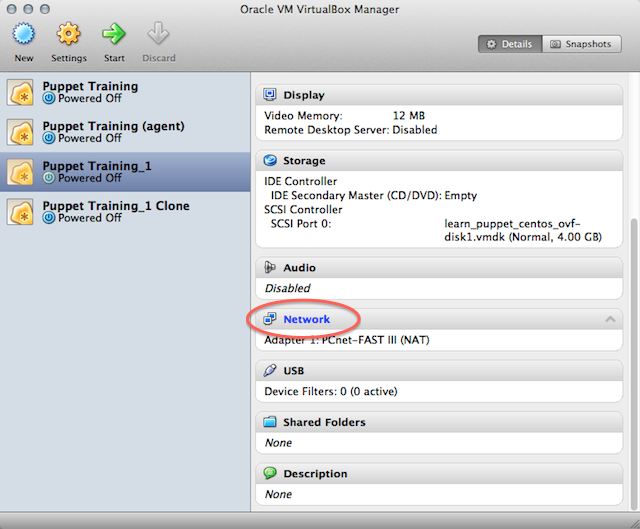 Oracle VM VirtualBox Manager
New
Settings
Start
Discard
Details
Snapshots
Puppet Training
Powered Off
Puppet Training (agent)
Powered Off
Puppet Training_1
Powered Off
Puppet Training_1 Clone
Powered Off
Display
Video Memory: 12 MB
Remote Desktop Server: Disabled
Storage
IDE Controller
IDE Secondary Master (CD/DVD): Empty
SCSI Controller
SCSI Port 0: learn_puppet_centos_ovf-
disk1.vmdk (Normal, 4.00 GB)
Audio
Disabled
Network
Adapter 1: PCnet-FAST III (NAT)
USB
Device Filters: 0 (0 active)
Shared Folders
None
Description
None